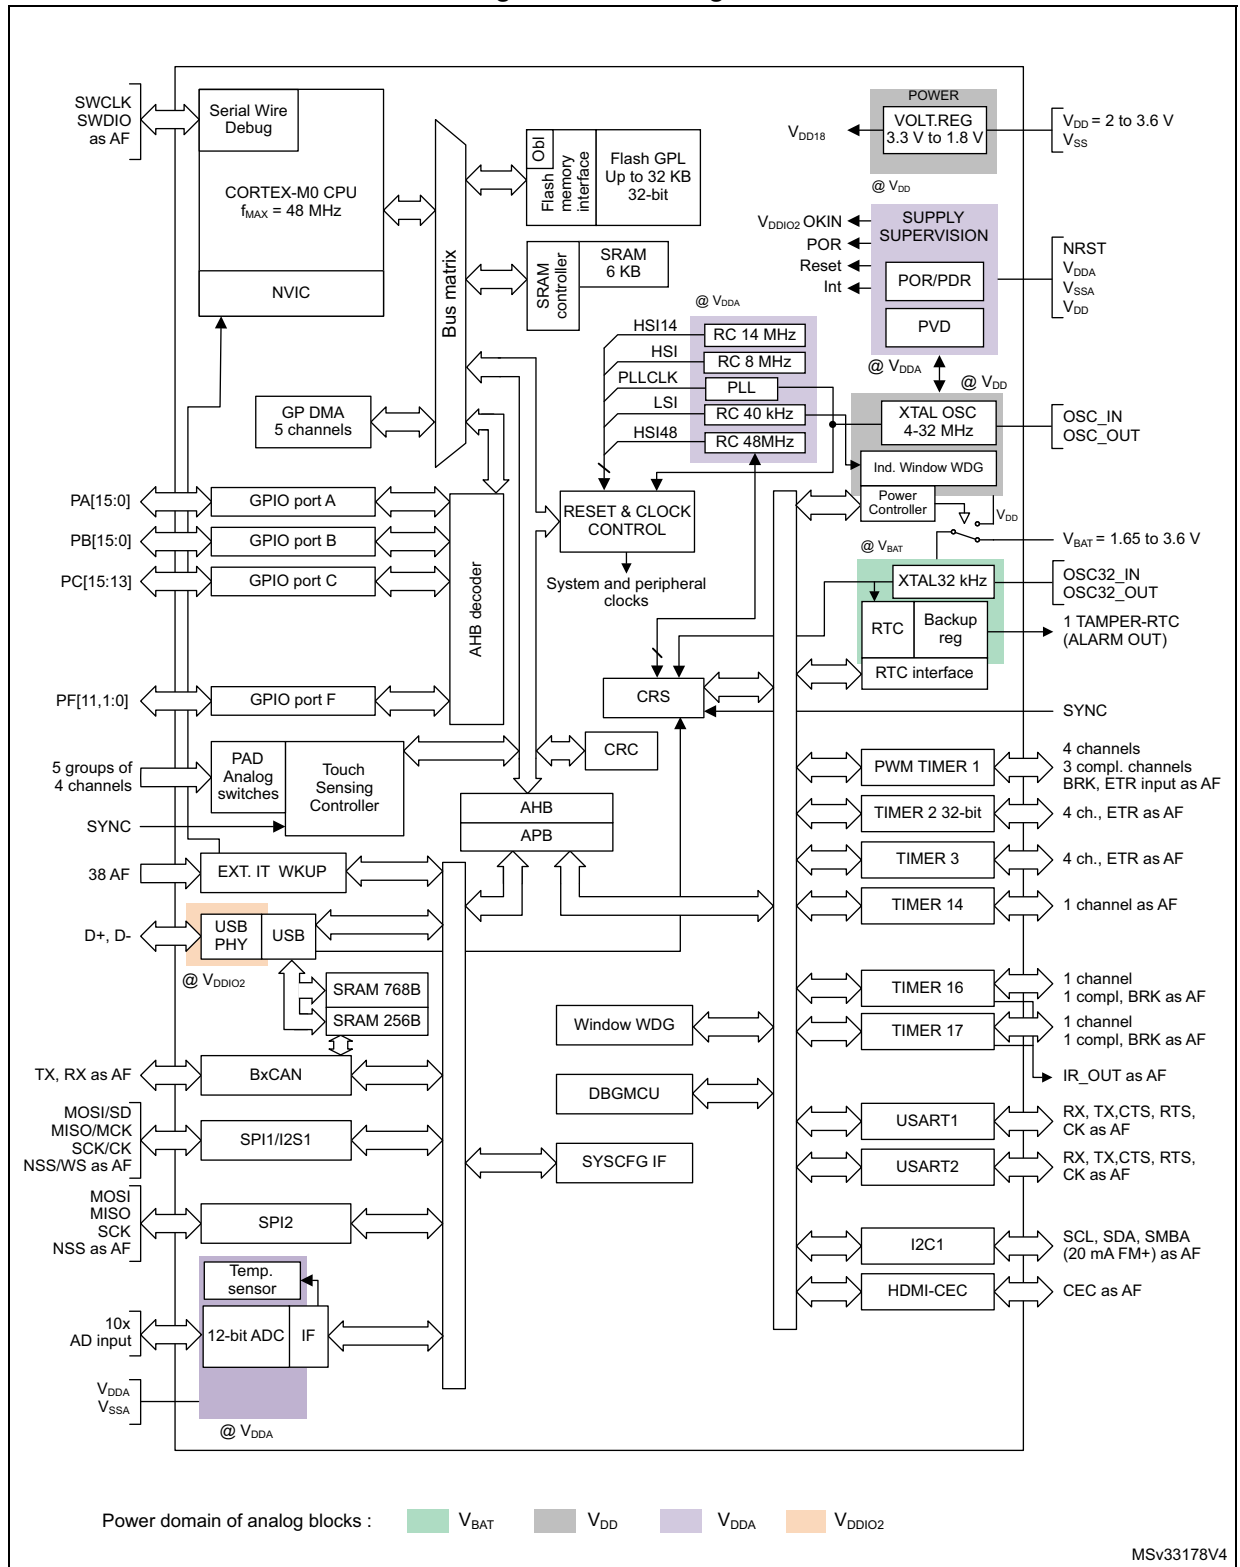 SWCLK
SWDIO
as AF
Serial Wire
Debug
CORTEX-M0 CPU
fMAX = 48 MHz
NVIC
Bus matrix
Obl
Flash
memory
interface
Flash GPL
Up to 32 KB
32-bit
SRAM
controller
SRAM
6 KB
POWER
VOLT.REG
3.3 V to 1.8 V
VDD18
VDD = 2 to 3.6 V
VSS
@ VDD
VDDIO2 OKIN
POR
Reset
Int
SUPPLY
SUPERVISION
POR/PDR
PVD
NRST
VDDA
VSSA
VDD
@ VDDA
HSI14
HSI
PLLCLK
LSI
HSI48
RC 14 MHz
RC 8 MHz
PLL
RC 40 kHz
RC 48MHz
@ VDDA
@ VDD
XTAL OSC
4-32 MHz
OSC_IN
OSC_OUT
Ind. Window WDG
Power
Controller
VDD
GP DMA
5 channels
PA[15:0]
GPIO port A
PB[15:0]
GPIO port B
PC[15:13]
GPIO port C
PF[11,1:0]
GPIO port F
AHB decoder
RESET & CLOCK
CONTROL
System and peripheral
clocks
VBAT = 1.65 to 3.6 V
@ VBAT
XTAL32 kHz
OSC32_IN
OSC32_OUT
RTC
Backup
reg
RTC interface
1 TAMPER-RTC
(ALARM OUT)
CRS
SYNC
5 groups of
4 channels
PAD
Analog
switches
Touch
Sensing
Controller
SYNC
CRC
AHB
APB
38 AF
EXT. IT WKUP
D+, D-
USB
PHY
USB
@ VDDIO2
SRAM 768B
SRAM 256B
TX, RX as AF
BxCAN
MOSI/SD
MISO/MCK
SCK/CK
NSS/WS as AF
SPI1/I2S1
MOSI
MISO
SCK
NSS as AF
SPI2
Temp.
sensor
10x
AD input
12-bit ADC
IF
VDDA
VSSA
@ VDDA
Window WDG
DBGMCU
SYSCFG IF
PWM TIMER 1
4 channels
3 compl. channels
BRK, ETR input as AF
TIMER 2 32-bit
4 ch., ETR as AF
TIMER 3
4 ch., ETR as AF
TIMER 14
1 channel as AF
TIMER 16
1 channel
1 compl, BRK as AF
TIMER 17
1 channel
1 compl, BRK as AF
IR_OUT as AF
USART1
RX, TX,CTS, RTS,
CK as AF
USART2
RX, TX,CTS, RTS,
CK as AF
I2C1
SCL, SDA, SMBA
(20 mA FM+) as AF
HDMI-CEC
CEC as AF
Power domain of analog blocks :
VBAT
VDD
VDDA
VDDIO2
MSv33178V4